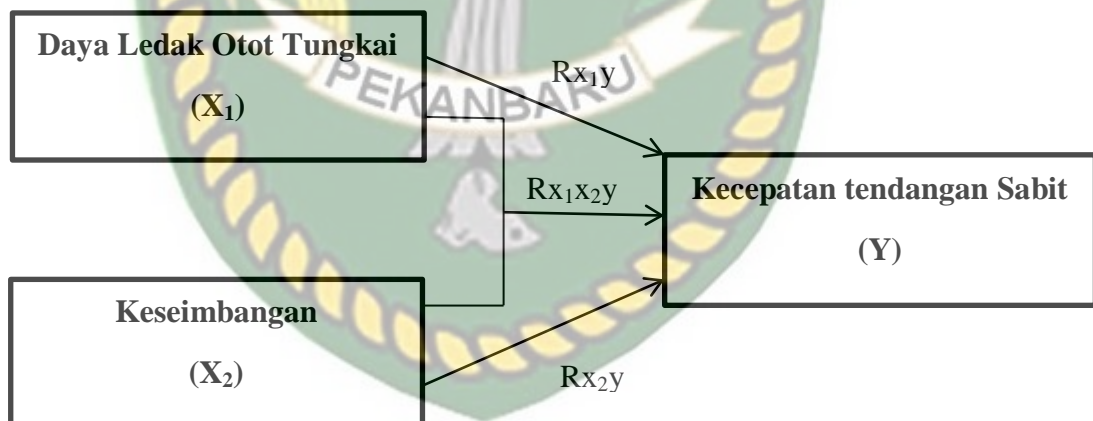 Daya Ledak Otot Tungkai
(X₁)
Rx₁y
PEKANBARU
Rx₁x₂y
Kecepatan tendangan Sabit
(Y)
Keseimbangan
(X₂)
Rx₂y